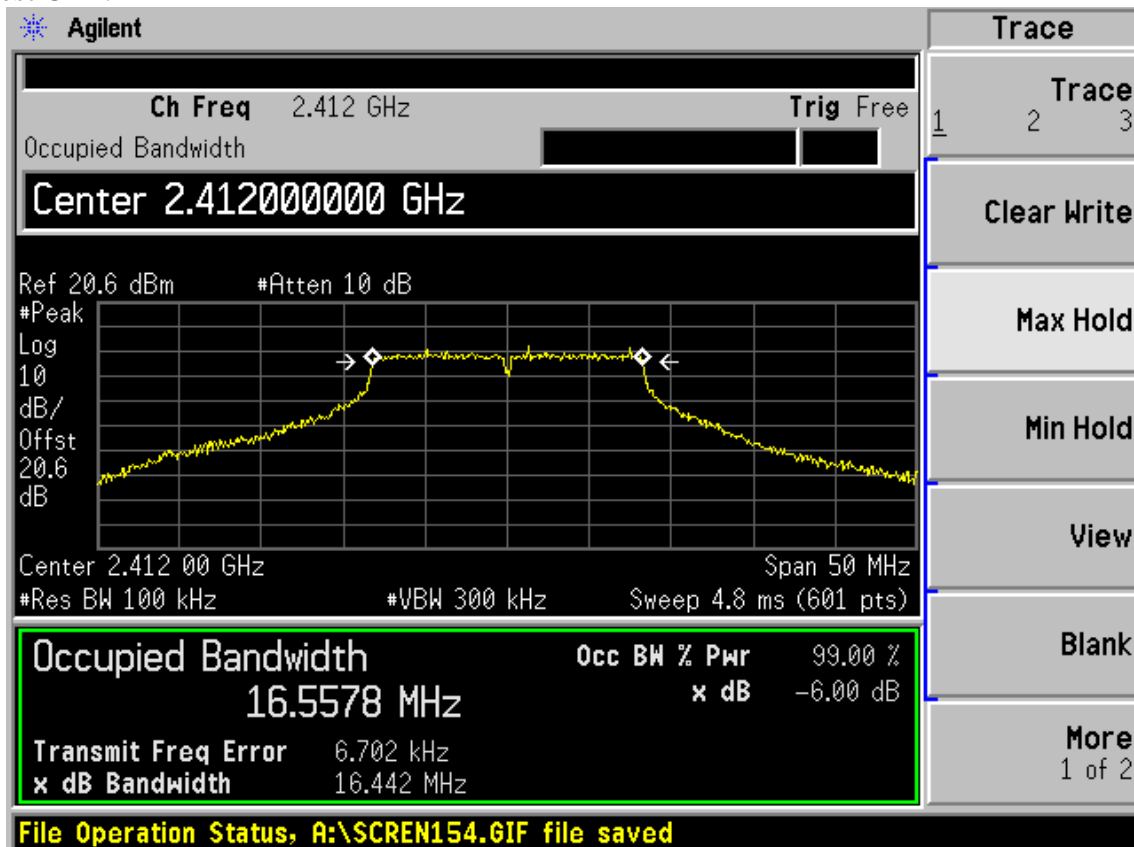 Agilent
Trace
Ch Freq 2.412 GHz Trig Free
Occupied Bandwidth
Center 2.412000000 GHz
Ref 20.6 dBm #Atten 10 dB
#Peak
Log
10
dB/
Offst
20.6
dB
Center 2.412 00 GHz Span 50 MHz
#Res BW 100 kHz #VBW 300 kHz Sweep 4.8 ms (601 pts)
Occupied Bandwidth Occ BW % Pwr 99.00 %
16.5578 MHz x dB -6.00 dB
Transmit Freq Error 6.702 kHz
x dB Bandwidth 16.442 MHz
File Operation Status, A:\SCREN154.GIF file saved
Trace
1 2 3
Clear Write
Max Hold
Min Hold
View
Blank
More
1 of 2